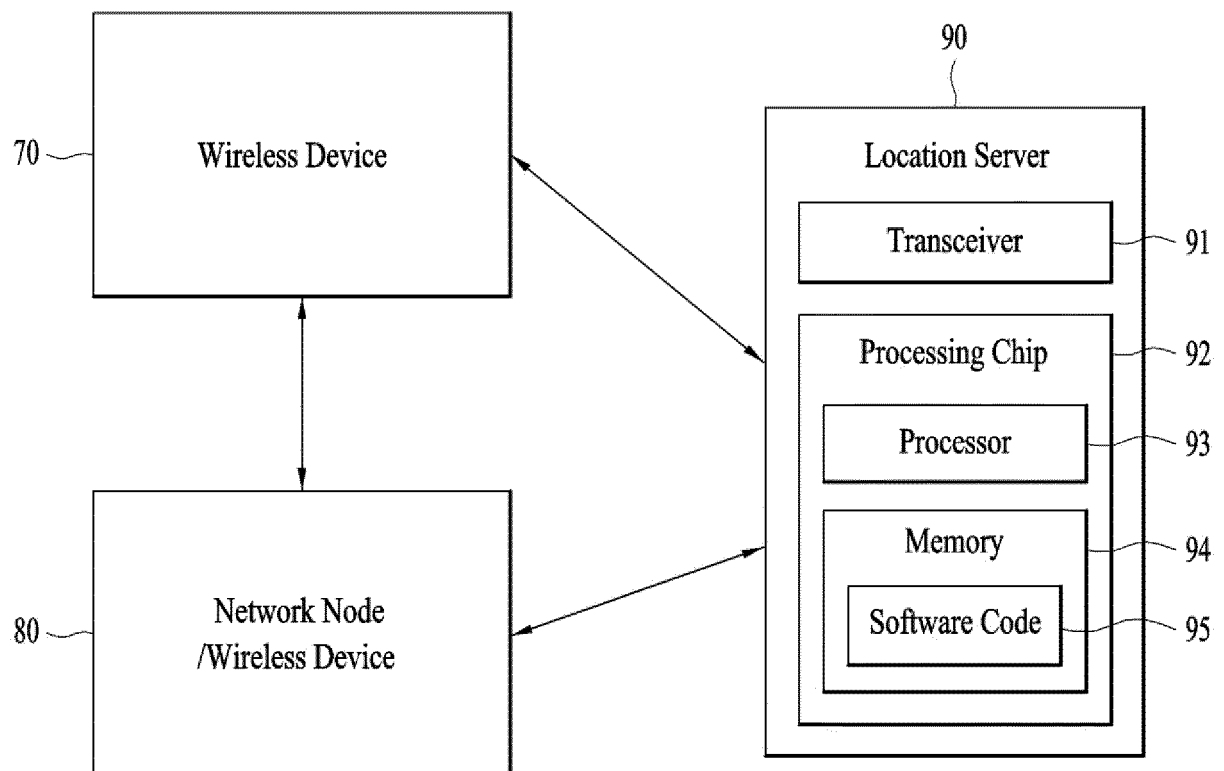 90
70
Wireless Device
Location Server
Transceiver
91
Processing Chip
92
Processor
93
Memory
94
Software Code
95
80
Network Node
/Wireless Device